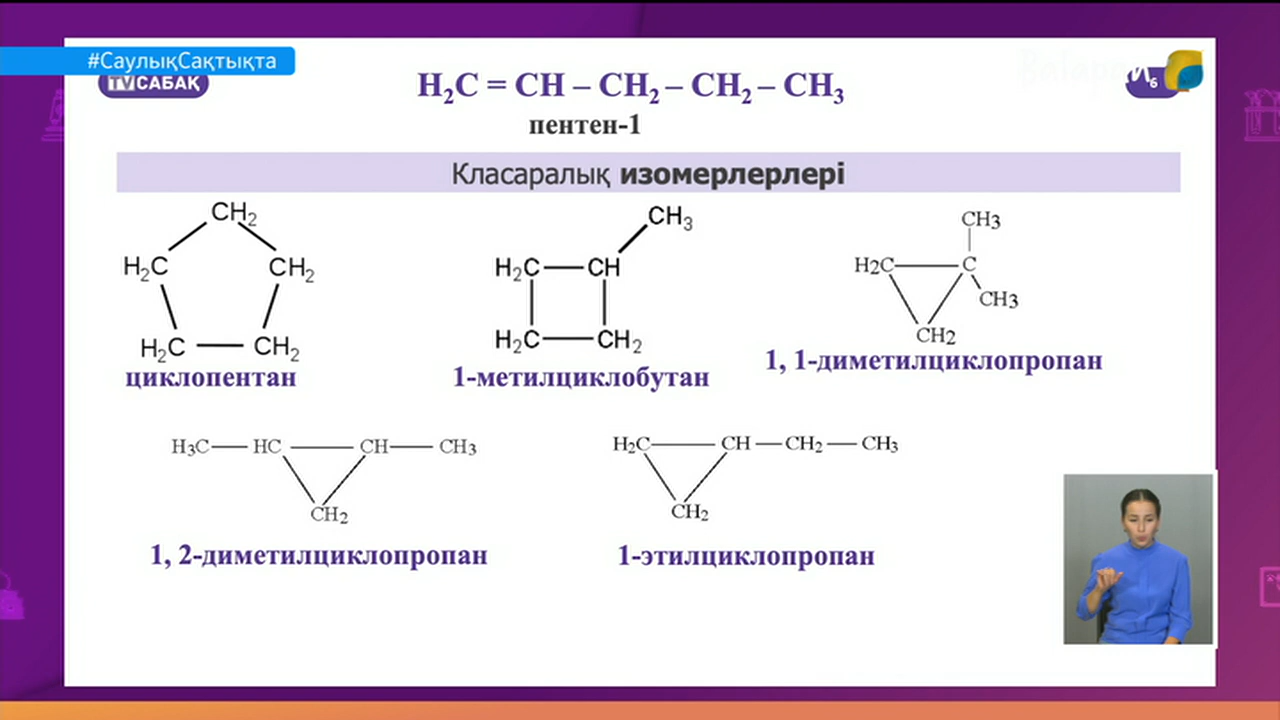 #СаулықСақтықта
TVСАБАҚ
H₂C = CH – CH₂ – CH₂ – CH₃
пентен-1
6
Класаралық изомерлерлері
CH₂
H₂C CH₂
H₂C CH₂
циклопентан
CH₃
H₂C CH
H₂C CH₂
1-метилциклобутан
CH3
H2C C
CH3
CH2
1, 1-диметилциклопропан
H₃C HC CH CH₃
CH₂
1, 2-диметилциклопропан
H₂C CH CH₂ CH₃
CH₂
1-этилциклопропан